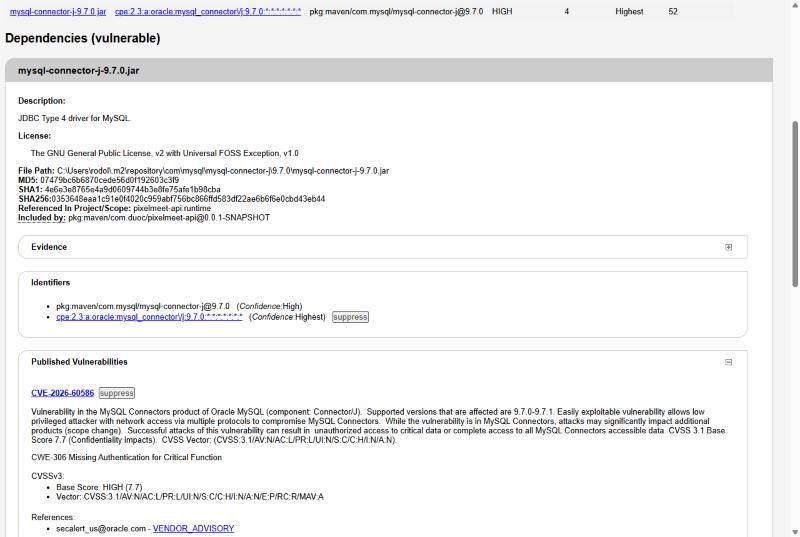 mysql-connector-j-9.7.0.jar cpe:2.3:a:oracle:mysql_connector\/j:9.7.0:*:*:*:*:*:*:* pkg:maven/com.mysql/mysql-connector-j@9.7.0 HIGH 4 Highest 52
Dependencies (vulnerable)
mysql-connector-j-9.7.0.jar
Description:
JDBC Type 4 driver for MySQL.
License:
The GNU General Public License, v2 with Universal FOSS Exception, v1.0
File Path: C:\Users\rodol\.m2\repository\com\mysql\mysql-connector-j\9.7.0\mysql-connector-j-9.7.0.jar
MD5: 07479bc6b6870cede56d0f192603c3f9
SHA1: 4e6e3e8765e4a9d0609744b3e8fe75afe1b98cba
SHA256:0353648eaa1c91e0f4020c959abf756bc866ffd583df22ae6b6f6e0cbd43eb44
Referenced In Project/Scope: pixelmeet-api:runtime
Included by: pkg:maven/com.duoc/pixelmeet-api@0.0.1-SNAPSHOT
Evidence
Identifiers
• pkg:maven/com.mysql/mysql-connector-j@9.7.0 (Confidence:High)
• cpe:2.3:a:oracle:mysql_connector\/j:9.7.0:*:*:*:*:*:*:* (Confidence:Highest) suppress
Published Vulnerabilities
CVE-2026-60586 suppress
Vulnerability in the MySQL Connectors product of Oracle MySQL (component: Connector/J). Supported versions that are affected are 9.7.0-9.7.1. Easily exploitable vulnerability allows low
privileged attacker with network access via multiple protocols to compromise MySQL Connectors. While the vulnerability is in MySQL Connectors, attacks may significantly impact additional
products (scope change). Successful attacks of this vulnerability can result in unauthorized access to critical data or complete access to all MySQL Connectors accessible data. CVSS 3.1 Base
Score 7.7 (Confidentiality impacts). CVSS Vector: (CVSS:3.1/AV:N/AC:L/PR:L/UI:N/S:C/C:H/I:N/A:N).
CWE-306 Missing Authentication for Critical Function
CVSSv3:
• Base Score: HIGH (7.7)
• Vector: CVSS:3.1/AV:N/AC:L/PR:L/UI:N/S:C/C:H/I:N/A:N/E:P/RC:R/MAV:A
References:
• secalert_us@oracle.com - VENDOR_ADVISORY